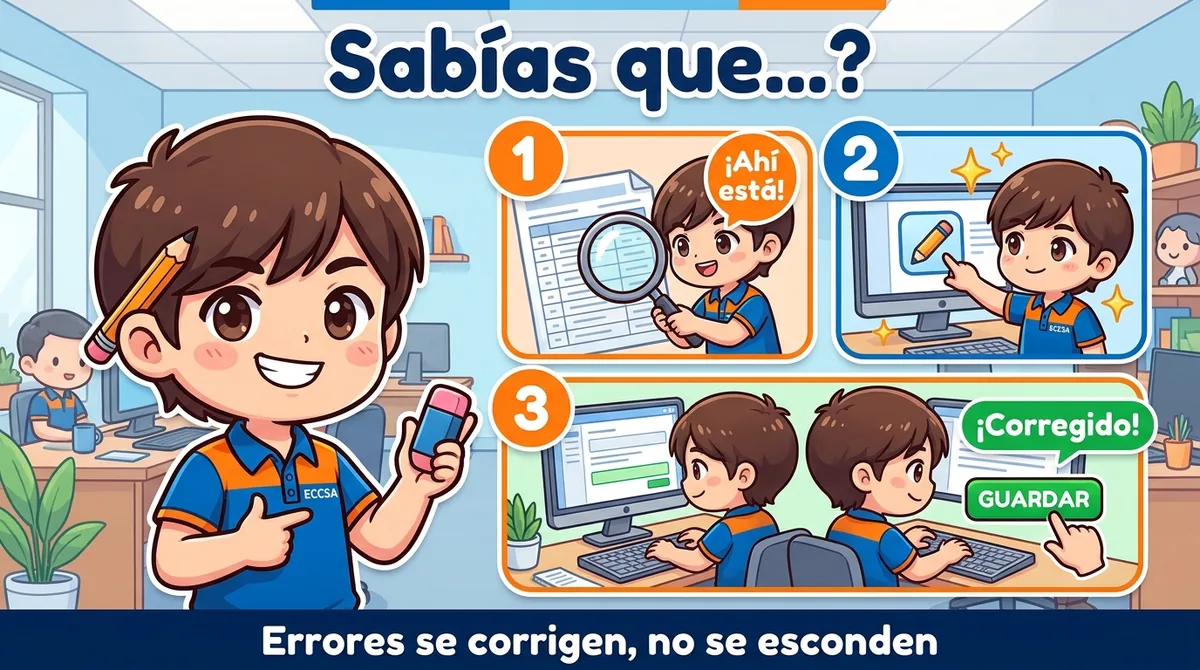 Sabías que...?
1
¡Ahí
está!
2
ECCSA
3
¡Corregido!
GUARDAR
ECCSA
Errores se corrigen, no se esconden